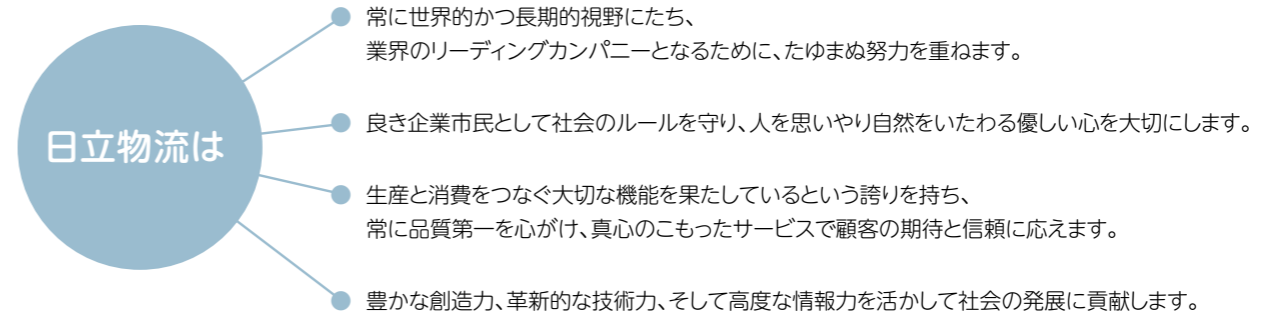 日立物流は
常に世界的かつ長期的視野にたち、
業界のリーディングカンパニーとなるために、たゆまぬ努力を重ねます。
良き企業市民として社会のルールを守り、人を思いやり自然をいたわる優しい心を大切にします。
生産と消費をつなぐ大切な機能を果たしているという誇りを持ち、
常に品質第一を心がけ、真心のこもったサービスで顧客の期待と信頼に応えます。
豊かな創造力、革新的な技術力、そして高度な情報力を活かして社会の発展に貢献します。